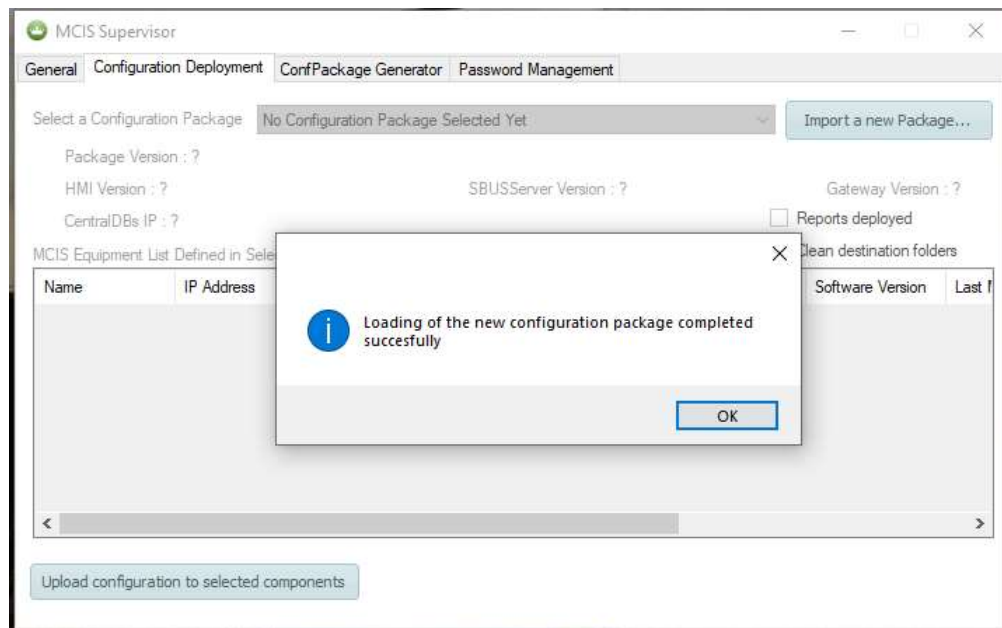 MCIS Supervisor
General Configuration Deployment ConfPackage Generator Password Management
Select a Configuration Package No Configuration Package Selected Yet Import a new Package...
Package Version : ?
HMI Version : ? SBUSServer Version : ? Gateway Version : ?
CentralDBs IP : ? Reports deployed
MCIS Equipment List Defined in Sele Clean destination folders
Name IP Address Software Version Last
Loading of the new configuration package completed
succesfully
OK
Upload configuration to selected components